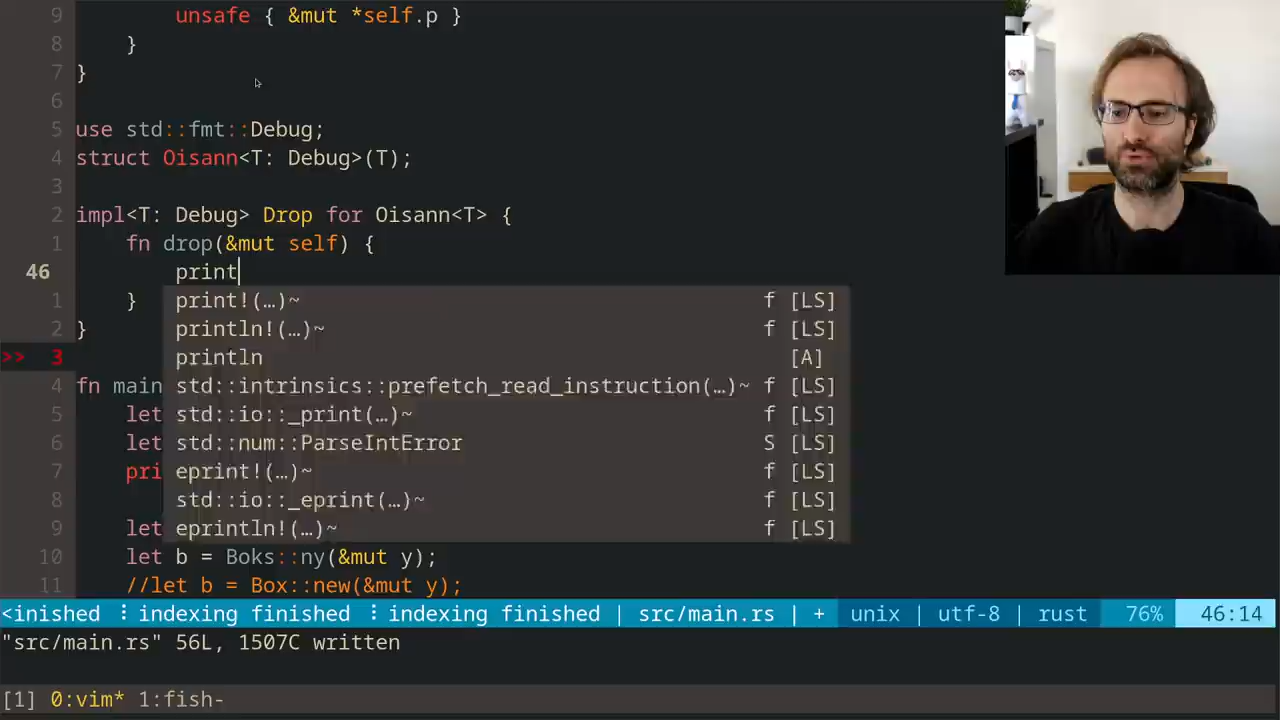 9 unsafe { &mut *self.p }
8 }
7 }
6
5 use std::fmt::Debug;
4 struct Oisann<T: Debug>(T);
3
2 impl<T: Debug> Drop for Oisann<T> {
1 fn drop(&mut self) {
46 print
1 } print!(…)~ f [LS]
2 } println!(…)~ f [LS]
>> 3 println [A]
4 fn main std::intrinsics::prefetch_read_instruction(…)~ f [LS]
5 let std::io::_print(…)~ f [LS]
6 let std::num::ParseIntError S [LS]
7 pri eprint!(…)~ f [LS]
8 std::io::_eprint(…)~ f [LS]
9 let eprintln!(…)~ f [LS]
10 let b = Boks::ny(&mut y);
11 //let b = Box::new(&mut y);
<inished ⠸ indexing finished ⠸ indexing finished | src/main.rs | + unix | utf-8 | rust 76% 46:14
"src/main.rs" 56L, 1507C written
[1] 0:vim* 1:fish-